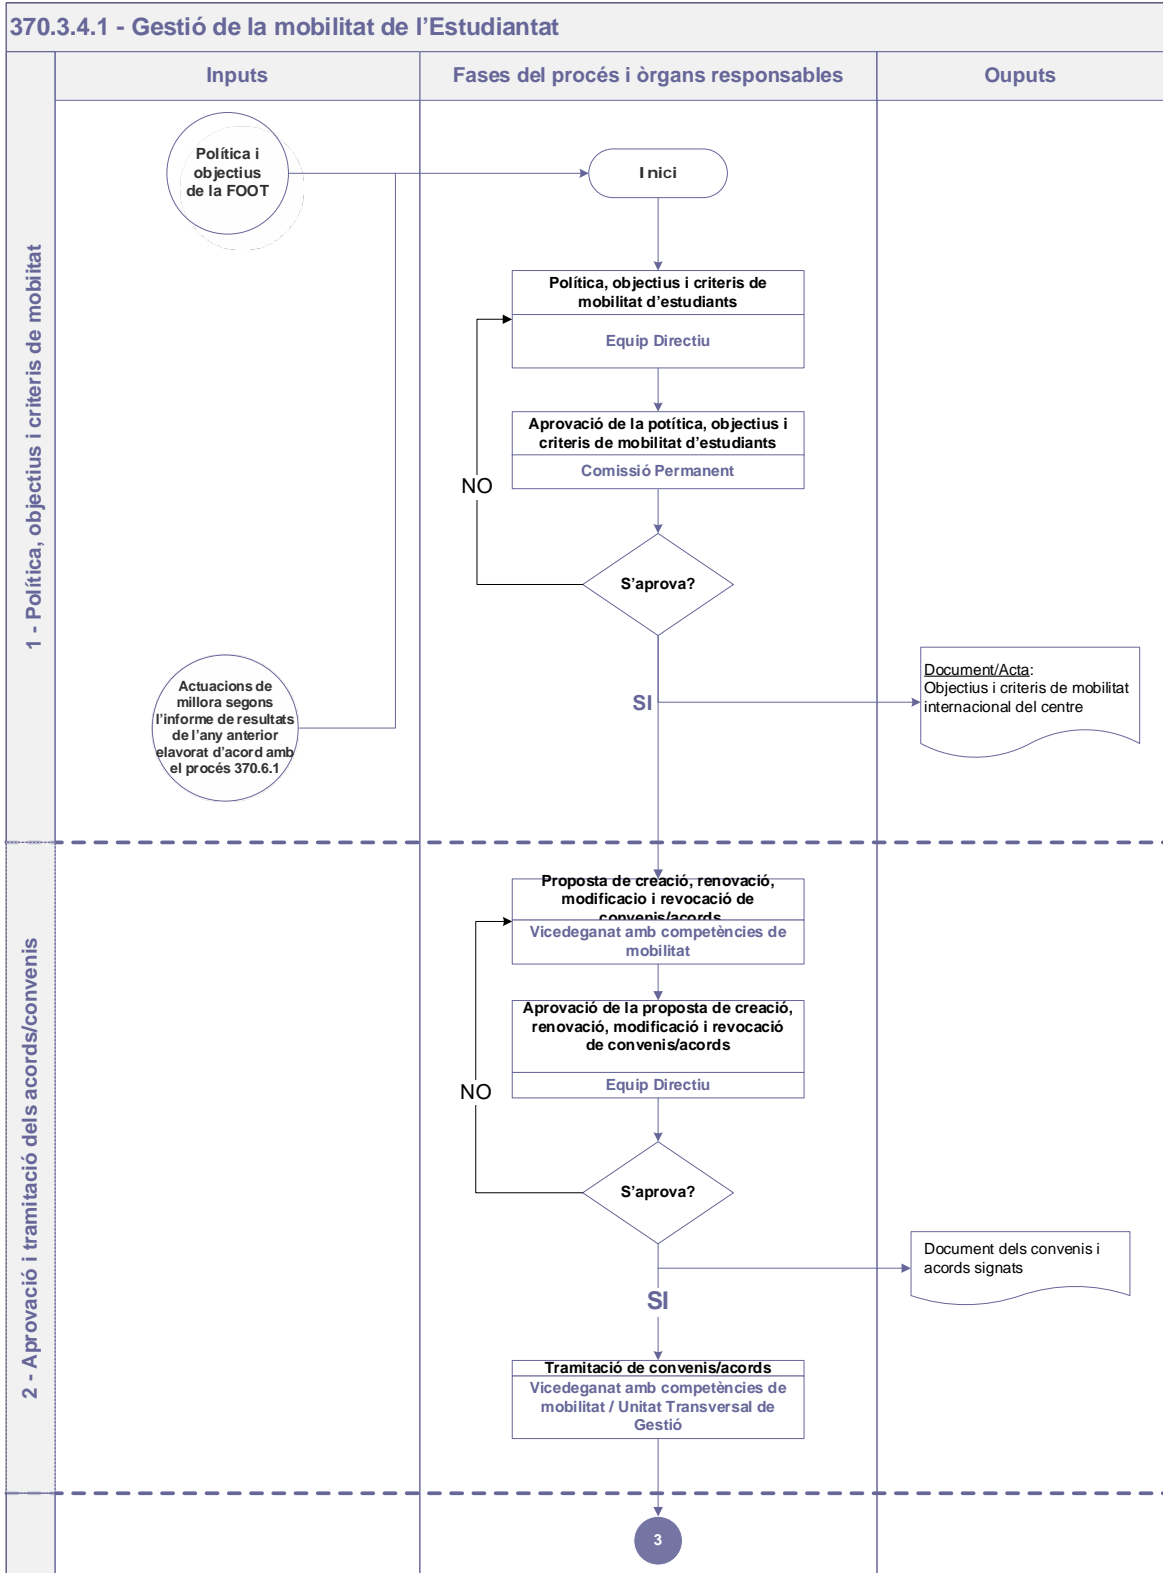 370.3.4.1 - Gestió de la mobilitat de l'Estudiantat
Inputs
Fases del procés i òrgans responsables
Ouputs
1 - Política, objectius i criteris de mobiitat
Política i
objectius
de la FOOT
Inici
Política, objectius i criteris de
mobilitat d'estudiants
Equip Directiu
Aprovació de la potítica, objectius i
criteris de mobilitat d'estudiants
Comissió Permanent
NO
S'aprova?
SI
Document/Acta:
Objectius i criteris de mobilitat
internacional del centre
Actuacions de
millora segons
l'informe de resultats
de l'any anterior
elavorat d'acord amb
el procés 370.6.1
2 - Aprovació i tramitació dels acords/convenis
Proposta de creació, renovació,
modificacio i revocació de
convenis/acords
Vicedeganat amb competències de
mobilitat
Aprovació de la proposta de creació,
renovació, modificació i revocació
de convenis/acords
Equip Directiu
NO
S'aprova?
Document dels convenis i
acords signats
SI
Tramitació de convenis/acords
Vicedeganat amb competències de
mobilitat / Unitat Transversal de
Gestió
3